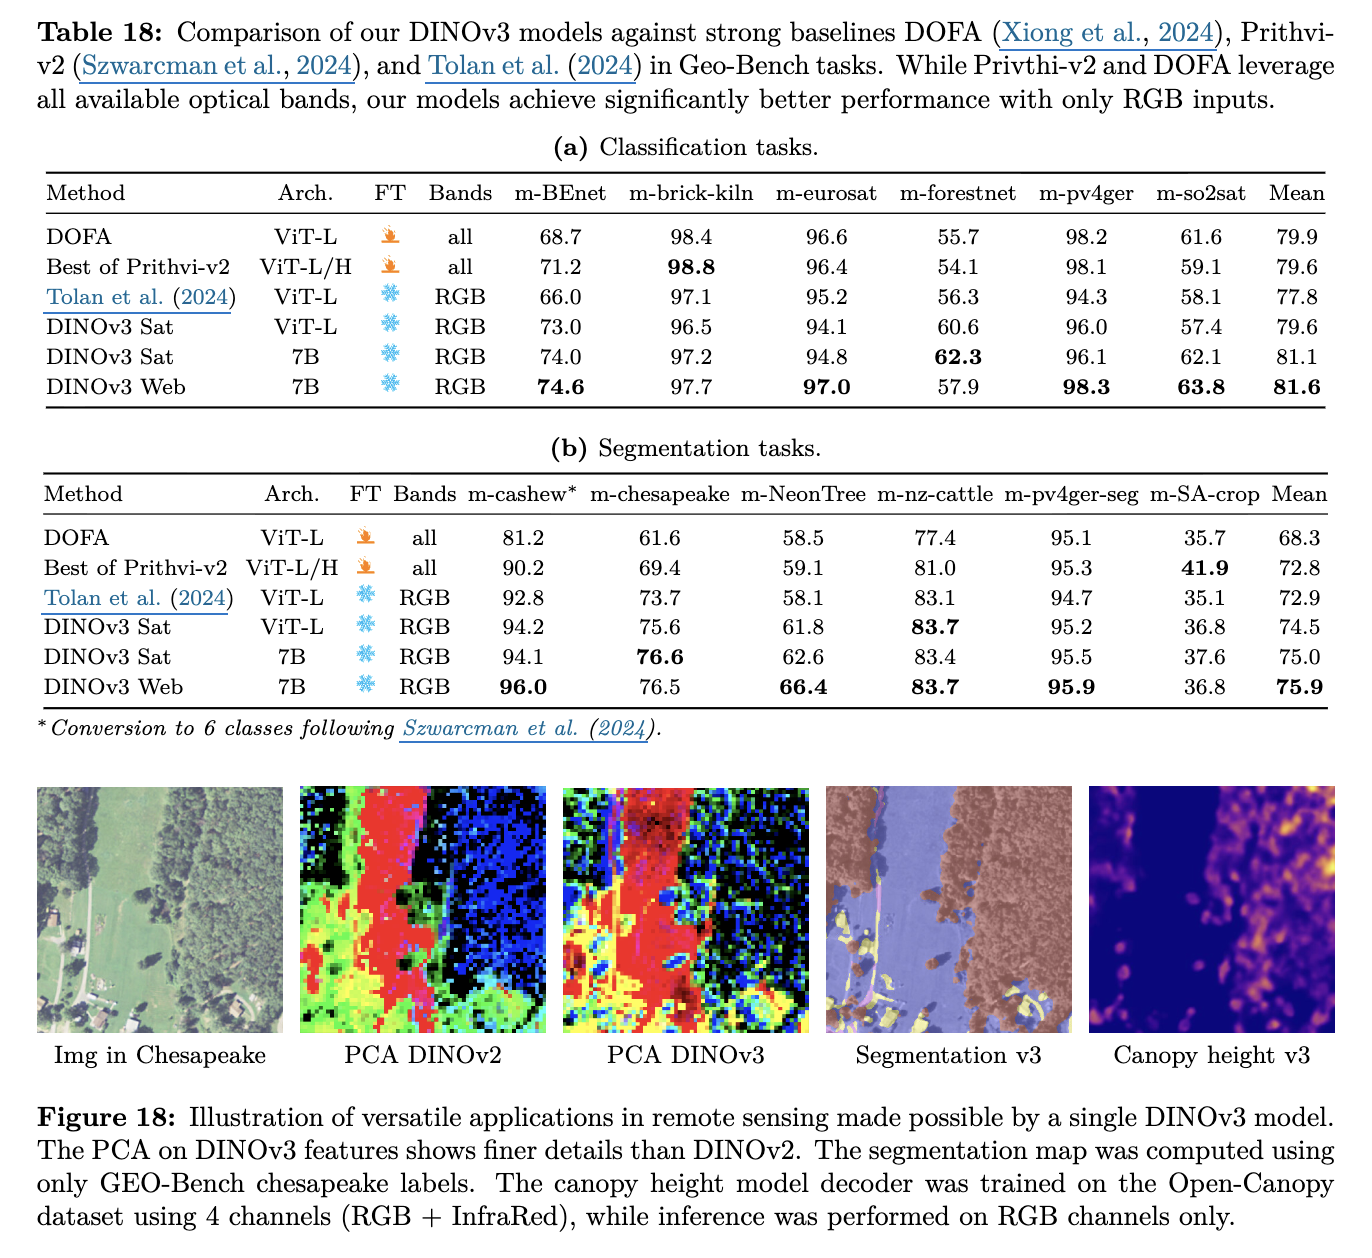 Table 18: Comparison of our DINOv3 models against strong baselines DOFA (Xiong et al., 2024), Prithvi-
v2 (Szwarcman et al., 2024), and Tolan et al. (2024) in Geo-Bench tasks. While Privthi-v2 and DOFA leverage
all available optical bands, our models achieve significantly better performance with only RGB inputs.
(a) Classification tasks.
Method Arch. FT Bands m-BEnet m-brick-kiln m-eurosat m-forestnet m-pv4ger m-so2sat Mean
DOFA ViT-L all 68.7 98.4 96.6 55.7 98.2 61.6 79.9
Best of Prithvi-v2 ViT-L/H all 71.2 98.8 96.4 54.1 98.1 59.1 79.6
Tolan et al. (2024) ViT-L RGB 66.0 97.1 95.2 56.3 94.3 58.1 77.8
DINOv3 Sat ViT-L RGB 73.0 96.5 94.1 60.6 96.0 57.4 79.6
DINOv3 Sat 7B RGB 74.0 97.2 94.8 62.3 96.1 62.1 81.1
DINOv3 Web 7B RGB 74.6 97.7 97.0 57.9 98.3 63.8 81.6
(b) Segmentation tasks.
Method Arch. FT Bands m-cashew* m-chesapeake m-NeonTree m-nz-cattle m-pv4ger-seg m-SA-crop Mean
DOFA ViT-L all 81.2 61.6 58.5 77.4 95.1 35.7 68.3
Best of Prithvi-v2 ViT-L/H all 90.2 69.4 59.1 81.0 95.3 41.9 72.8
Tolan et al. (2024) ViT-L RGB 92.8 73.7 58.1 83.1 94.7 35.1 72.9
DINOv3 Sat ViT-L RGB 94.2 75.6 61.8 83.7 95.2 36.8 74.5
DINOv3 Sat 7B RGB 94.1 76.6 62.6 83.4 95.5 37.6 75.0
DINOv3 Web 7B RGB 96.0 76.5 66.4 83.7 95.9 36.8 75.9
* Conversion to 6 classes following Szwarcman et al. (2024).
Img in Chesapeake PCA DINOv2 PCA DINOv3 Segmentation v3 Canopy height v3
Figure 18: Illustration of versatile applications in remote sensing made possible by a single DINOv3 model.
The PCA on DINOv3 features shows finer details than DINOv2. The segmentation map was computed using
only GEO-Bench chesapeake labels. The canopy height model decoder was trained on the Open-Canopy
dataset using 4 channels (RGB + InfraRed), while inference was performed on RGB channels only.